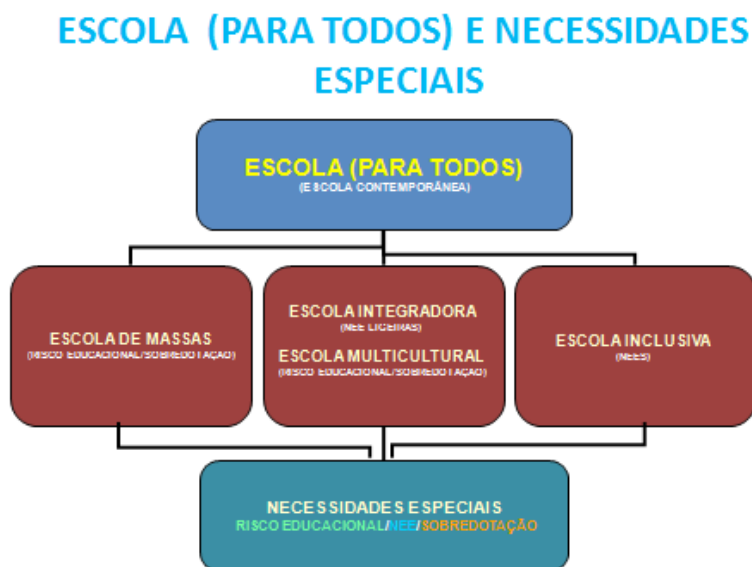 ESCOLA (PARA TODOS) E NECESSIDADES
ESPECIAIS
ESCOLA (PARA TODOS)
(ESCOLA CONTEMPORÂNEA)
ESCOLA DE MASSAS
(RISCO EDUCACIONAL/SOBREDOTAÇÃO)
ESCOLA INTEGRADORA
(NEE LIGEIRAS)
ESCOLA MULTICULTURAL
(RISCO EDUCACIONAL/SOBREDOTAÇÃO)
ESCOLA INCLUSIVA
(NEES)
NECESSIDADES ESPECIAIS
RISCO EDUCACIONAL/NEE/SOBREDOTAÇÃO